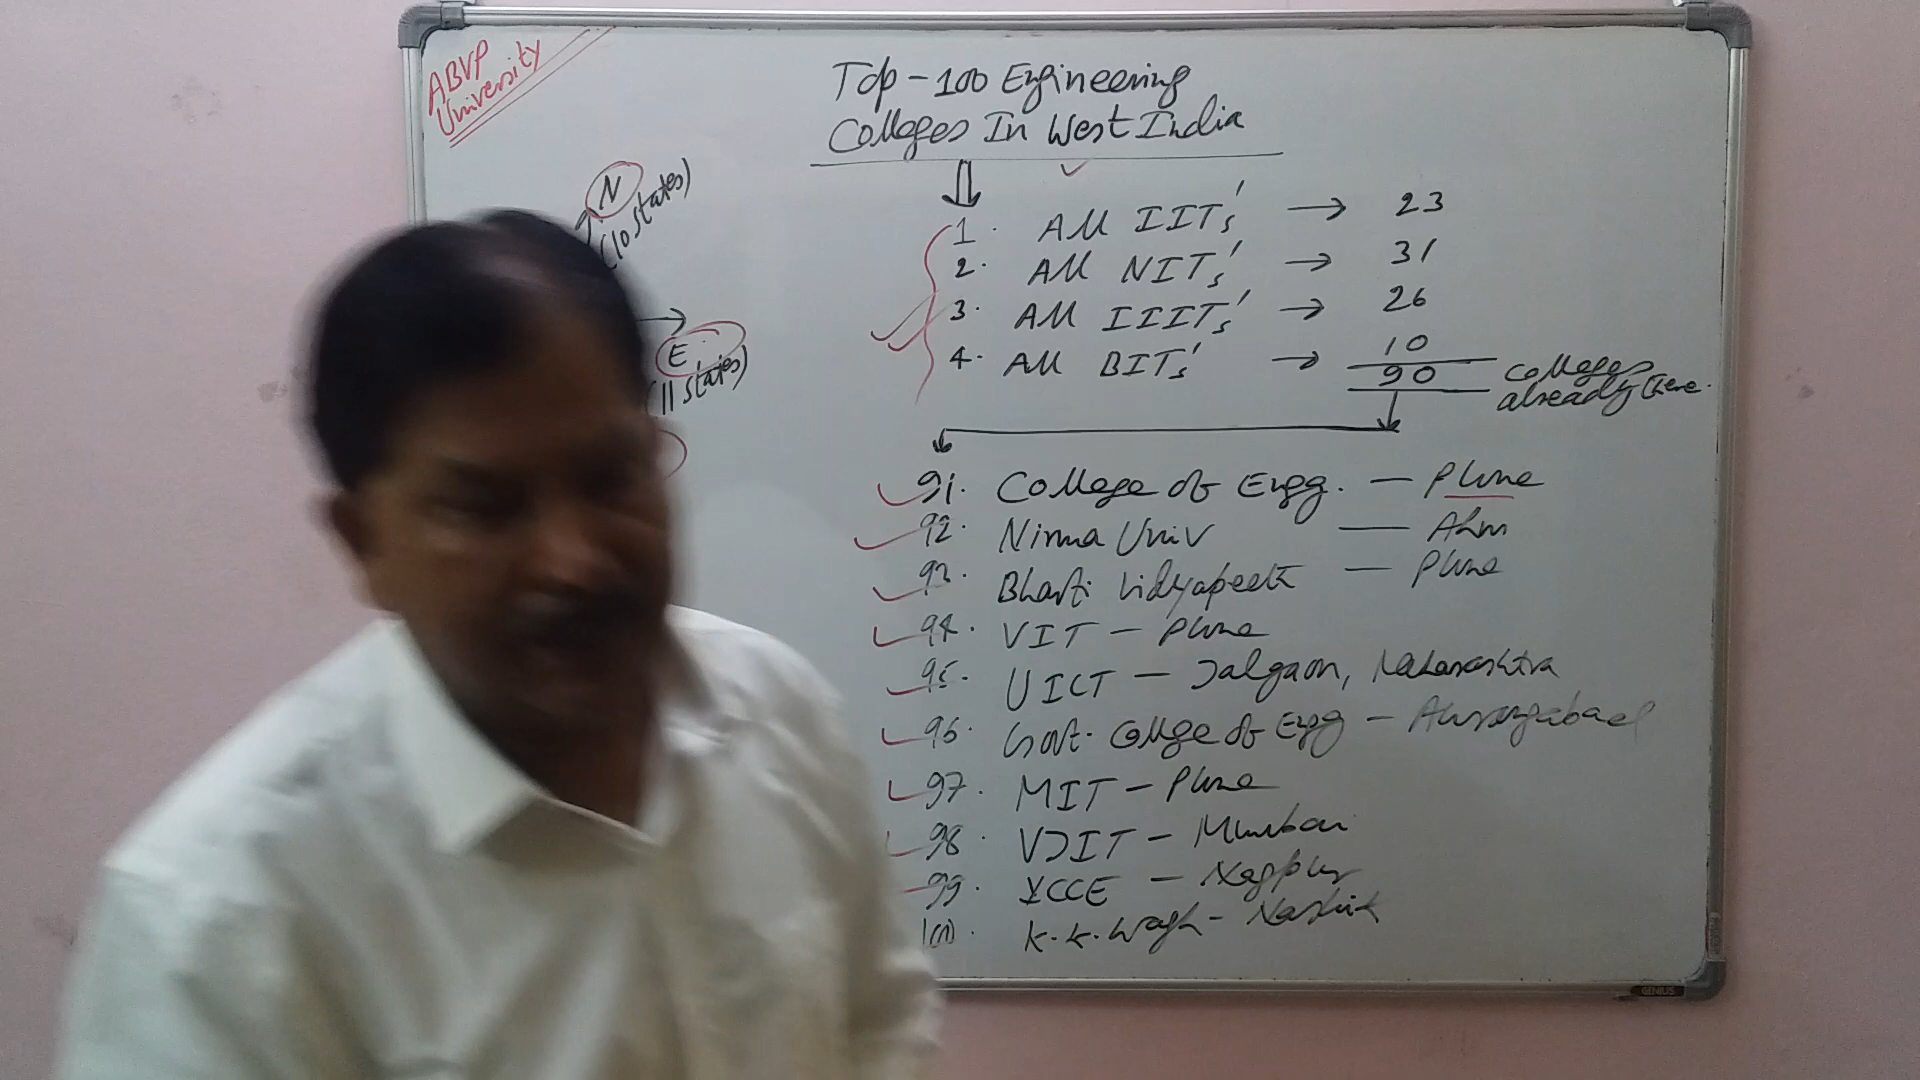 ABVP
University
Top-100 Engineering
Colleges In West India
N
(10 states)
E
(11 states)
1. All IITs' → 23
2. All NITs' → 31
3. All IIITs' → 26
4. All BITs' → 10
90 colleges
already there.
91. College of Engg. — Pune
92. Nirma Univ — Ahm
93. Bharti Vidyapeeth — Pune
94. VIT — Pune
95. UICT — Jalgaon, Maharashtra
96. Govt. College of Engg — Aurangabad
97. MIT — Pune
98. VJIT — Mumbai
99. YCCE — Nagpur
100. K.K. Wagh — Nashik
GENIUS